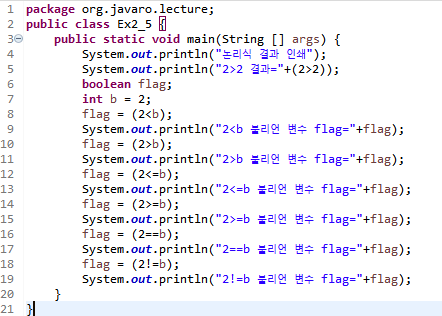 1 package org.javaro.lecture;
2 public class Ex2_5 {
3 public static void main(String [] args) {
4 System.out.println("논리식 결과 인쇄");
5 System.out.println("2>2 결과="+(2>2));
6 boolean flag;
7 int b = 2;
8 flag = (2<b);
9 System.out.println("2<b 불리언 변수 flag="+flag);
10 flag = (2>b);
11 System.out.println("2>b 불리언 변수 flag="+flag);
12 flag = (2<=b);
13 System.out.println("2<=b 불리언 변수 flag="+flag);
14 flag = (2>=b);
15 System.out.println("2>=b 불리언 변수 flag="+flag);
16 flag = (2==b);
17 System.out.println("2==b 불리언 변수 flag="+flag);
18 flag = (2!=b);
19 System.out.println("2!=b 불리언 변수 flag="+flag);
20 }
21 }